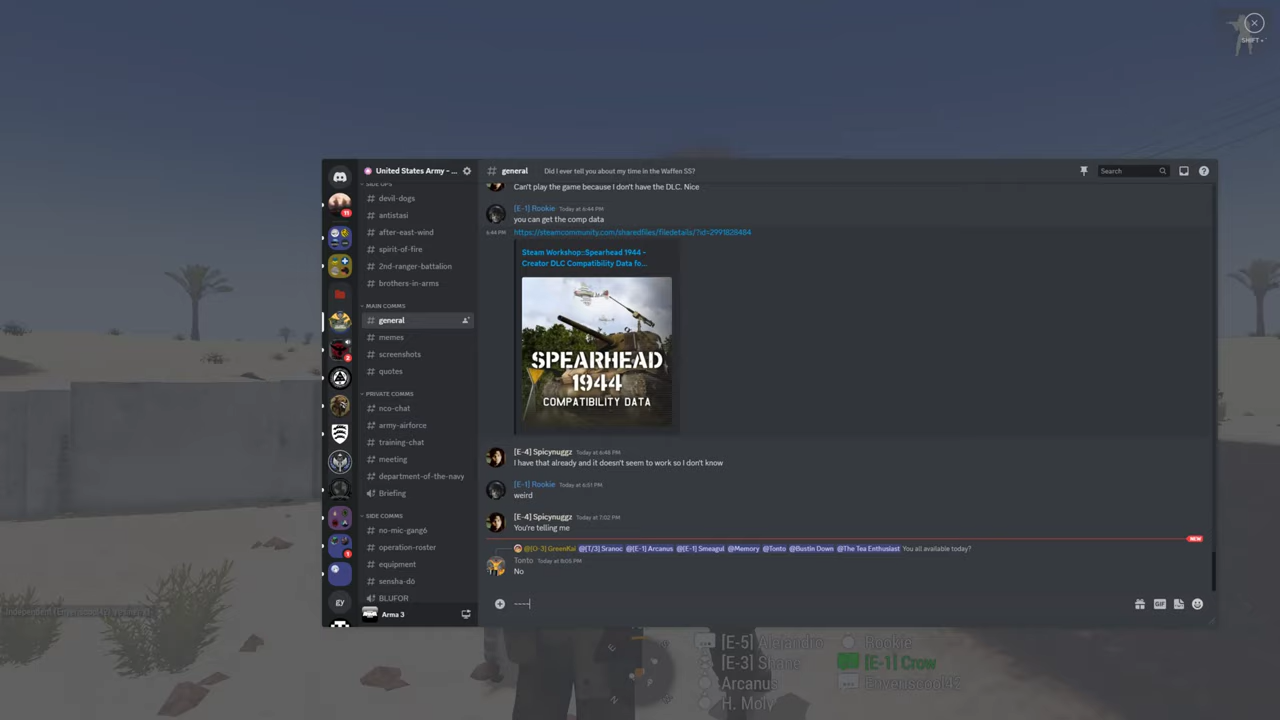 SHIFT +
United States Army – ...
# general
Did I ever tell you about my time in the Waffen SS?
Search
SIDE OPS
devil-dogs
antistasi
after-east-wind
spirit-of-fire
2nd-ranger-battalion
brothers-in-arms
MAIN COMMS
general
memes
screenshots
quotes
PRIVATE COMMS
nco-chat
army-airforce
training-chat
meeting
department-of-the-navy
Briefing
SIDE COMMS
no-mic-gang6
operation-roster
equipment
sensha-dō
BLUFOR
Arma 3
11
2
1
gy
Can't play the game because I don't have the DLC. Nice
[E-1] Rookie Today at 6:44 PM
you can get the comp data
6:44 PM https://steamcommunity.com/sharedfiles/filedetails/?id=2991828484
Steam Workshop::Spearhead 1944 -
Creator DLC Compatibility Data fo...
SPEARHEAD
1944
COMPATIBILITY DATA
[E-4] Spicynuggz Today at 6:48 PM
I have that already and it doesn't seem to work so I don't know
[E-1] Rookie Today at 6:51 PM
weird
[E-4] Spicynuggz Today at 7:02 PM
You're telling me
NEW
@[O-3] GreenKai @[T/3] Sranoc @[E-1] Arcanus @[E-1] Smeagul @Memory @Tonto @Bustin Down @The Tea Enthusiast You all available today?
Tonto Today at 8:05 PM
No
----
GIF
[E-5] Alejandro
Rookie
[E-3] Shane
[E-1] Crow
Arcanus
Enveriscool42
H. Moly